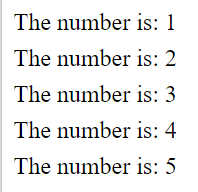 The number is: 1
The number is: 2
The number is: 3
The number is: 4
The number is: 5